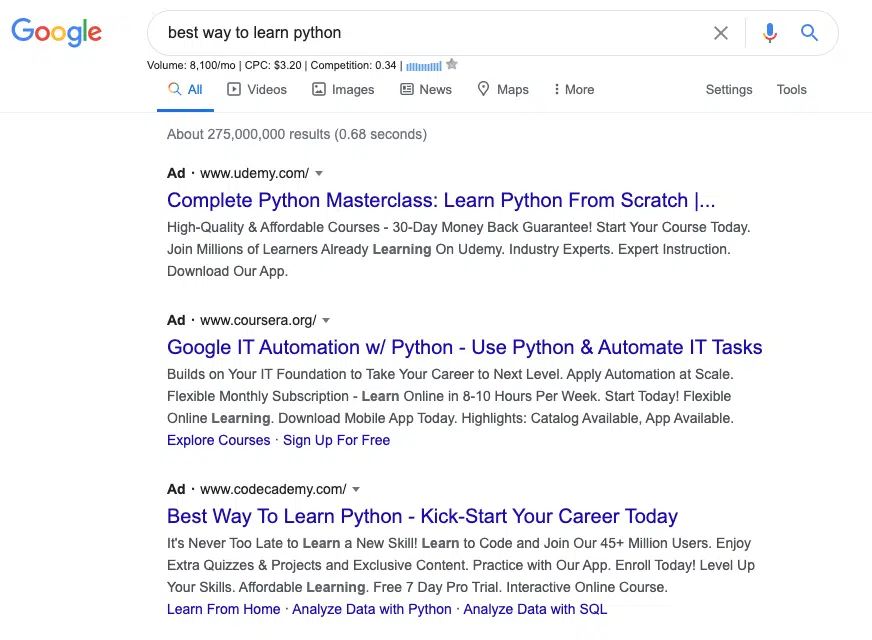 Google
best way to learn python
Volume: 8,100/mo | CPC: $3.20 | Competition: 0.34 |
All Videos Images News Maps More Settings Tools
About 275,000,000 results (0.68 seconds)
Ad · www.udemy.com/
Complete Python Masterclass: Learn Python From Scratch |...
High-Quality & Affordable Courses - 30-Day Money Back Guarantee! Start Your Course Today.
Join Millions of Learners Already Learning On Udemy. Industry Experts. Expert Instruction.
Download Our App.
Ad · www.coursera.org/
Google IT Automation w/ Python - Use Python & Automate IT Tasks
Builds on Your IT Foundation to Take Your Career to Next Level. Apply Automation at Scale.
Flexible Monthly Subscription - Learn Online in 8-10 Hours Per Week. Start Today! Flexible
Online Learning. Download Mobile App Today. Highlights: Catalog Available, App Available.
Explore Courses · Sign Up For Free
Ad · www.codecademy.com/
Best Way To Learn Python - Kick-Start Your Career Today
It's Never Too Late to Learn a New Skill! Learn to Code and Join Our 45+ Million Users. Enjoy
Extra Quizzes & Projects and Exclusive Content. Practice with Our App. Enroll Today! Level Up
Your Skills. Affordable Learning. Free 7 Day Pro Trial. Interactive Online Course.
Learn From Home · Analyze Data with Python · Analyze Data with SQL